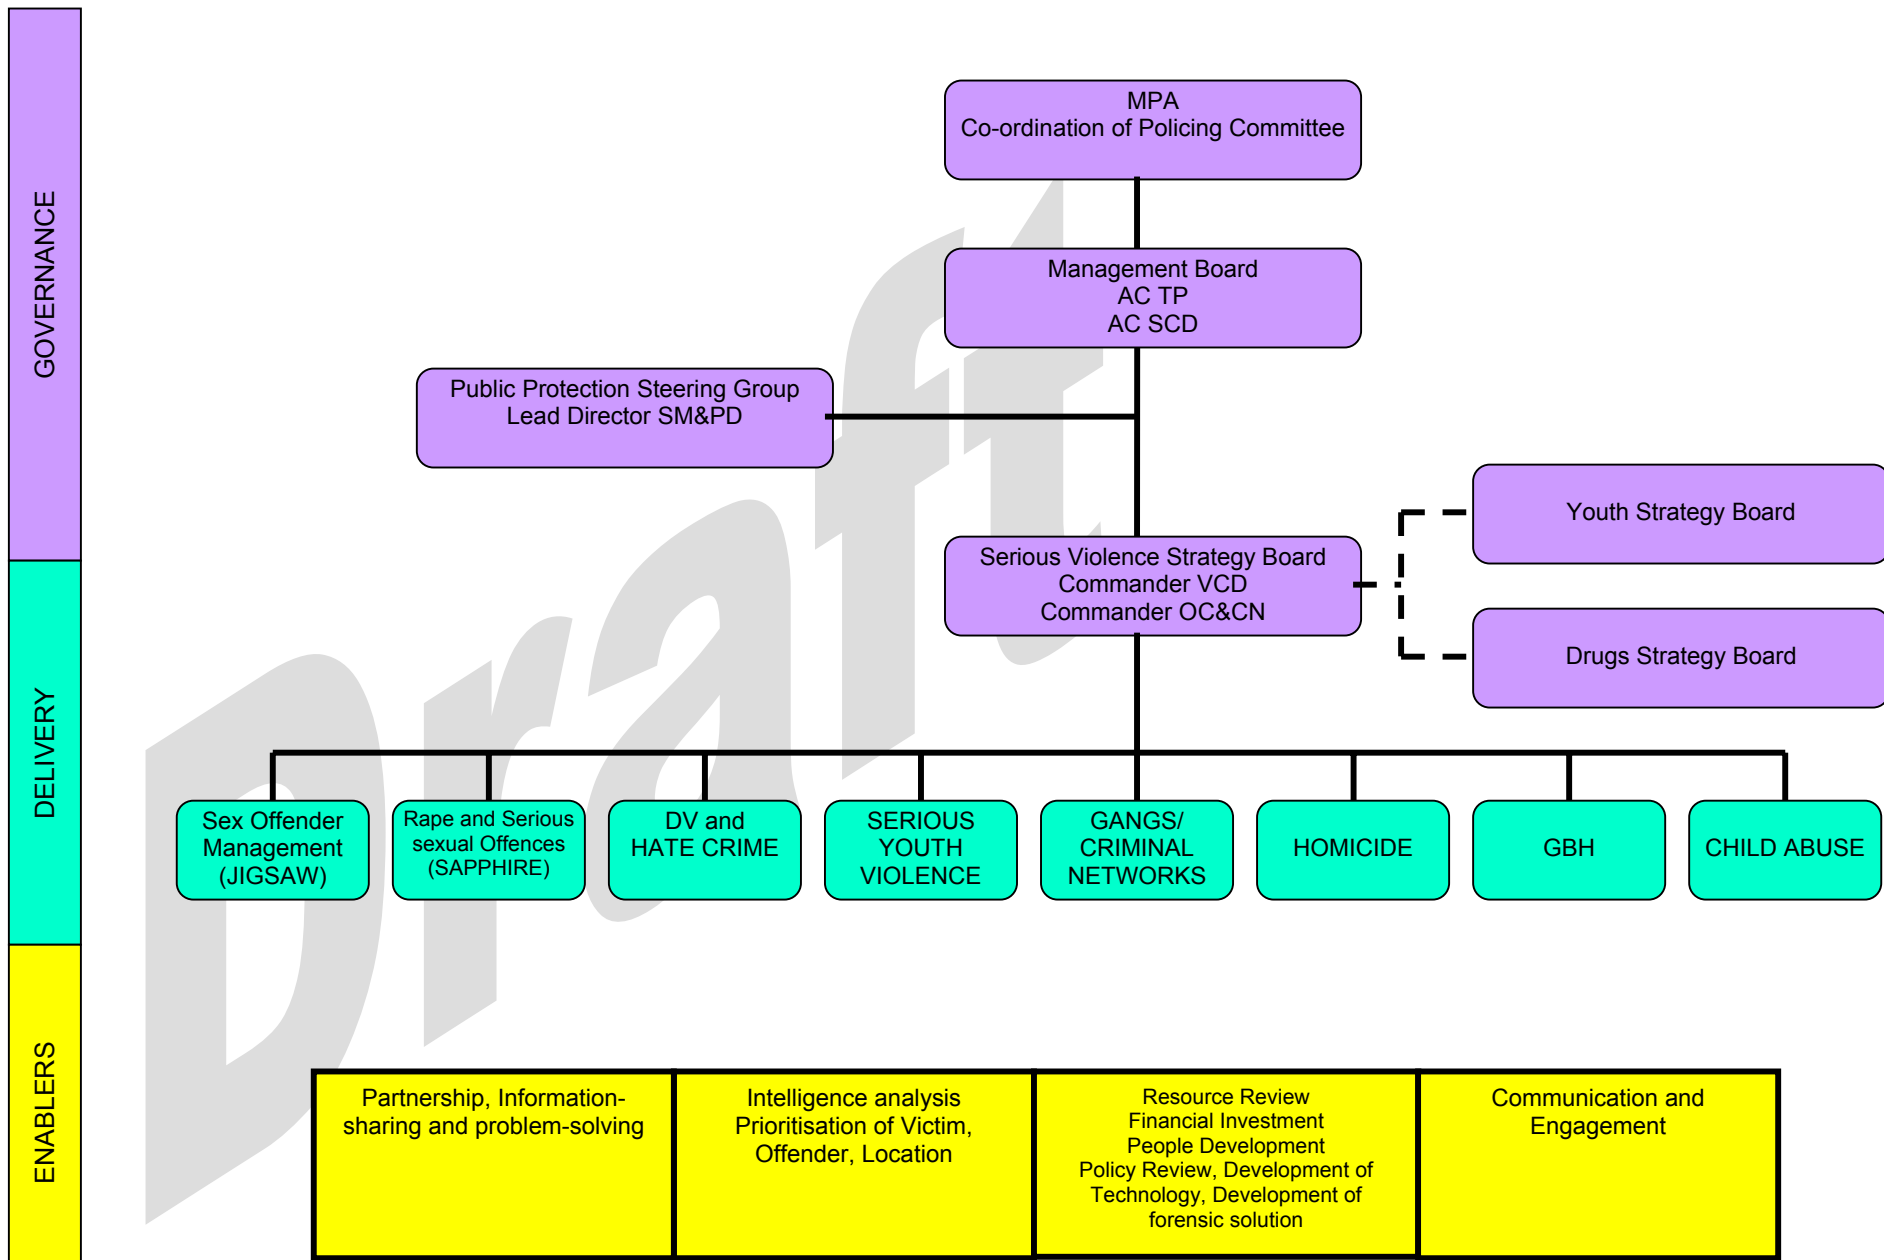 GOVERNANCE
MPA
Co-ordination of Policing Committee
Management Board
AC TP
AC SCD
Public Protection Steering Group
Lead Director SM&PD
Youth Strategy Board
Serious Violence Strategy Board
Commander VCD
Commander OC&CN
Drugs Strategy Board
Draft
DELIVERY
Sex Offender
Management
(JIGSAW)
Rape and Serious
sexual Offences
(SAPPHIRE)
DV and
HATE CRIME
SERIOUS
YOUTH
VIOLENCE
GANGS/
CRIMINAL
NETWORKS
HOMICIDE
GBH
CHILD ABUSE
ENABLERS
Partnership, Information-
sharing and problem-solving
Intelligence analysis
Prioritisation of Victim,
Offender, Location
Resource Review
Financial Investment
People Development
Policy Review, Development of
Technology, Development of
forensic solution
Communication and
Engagement